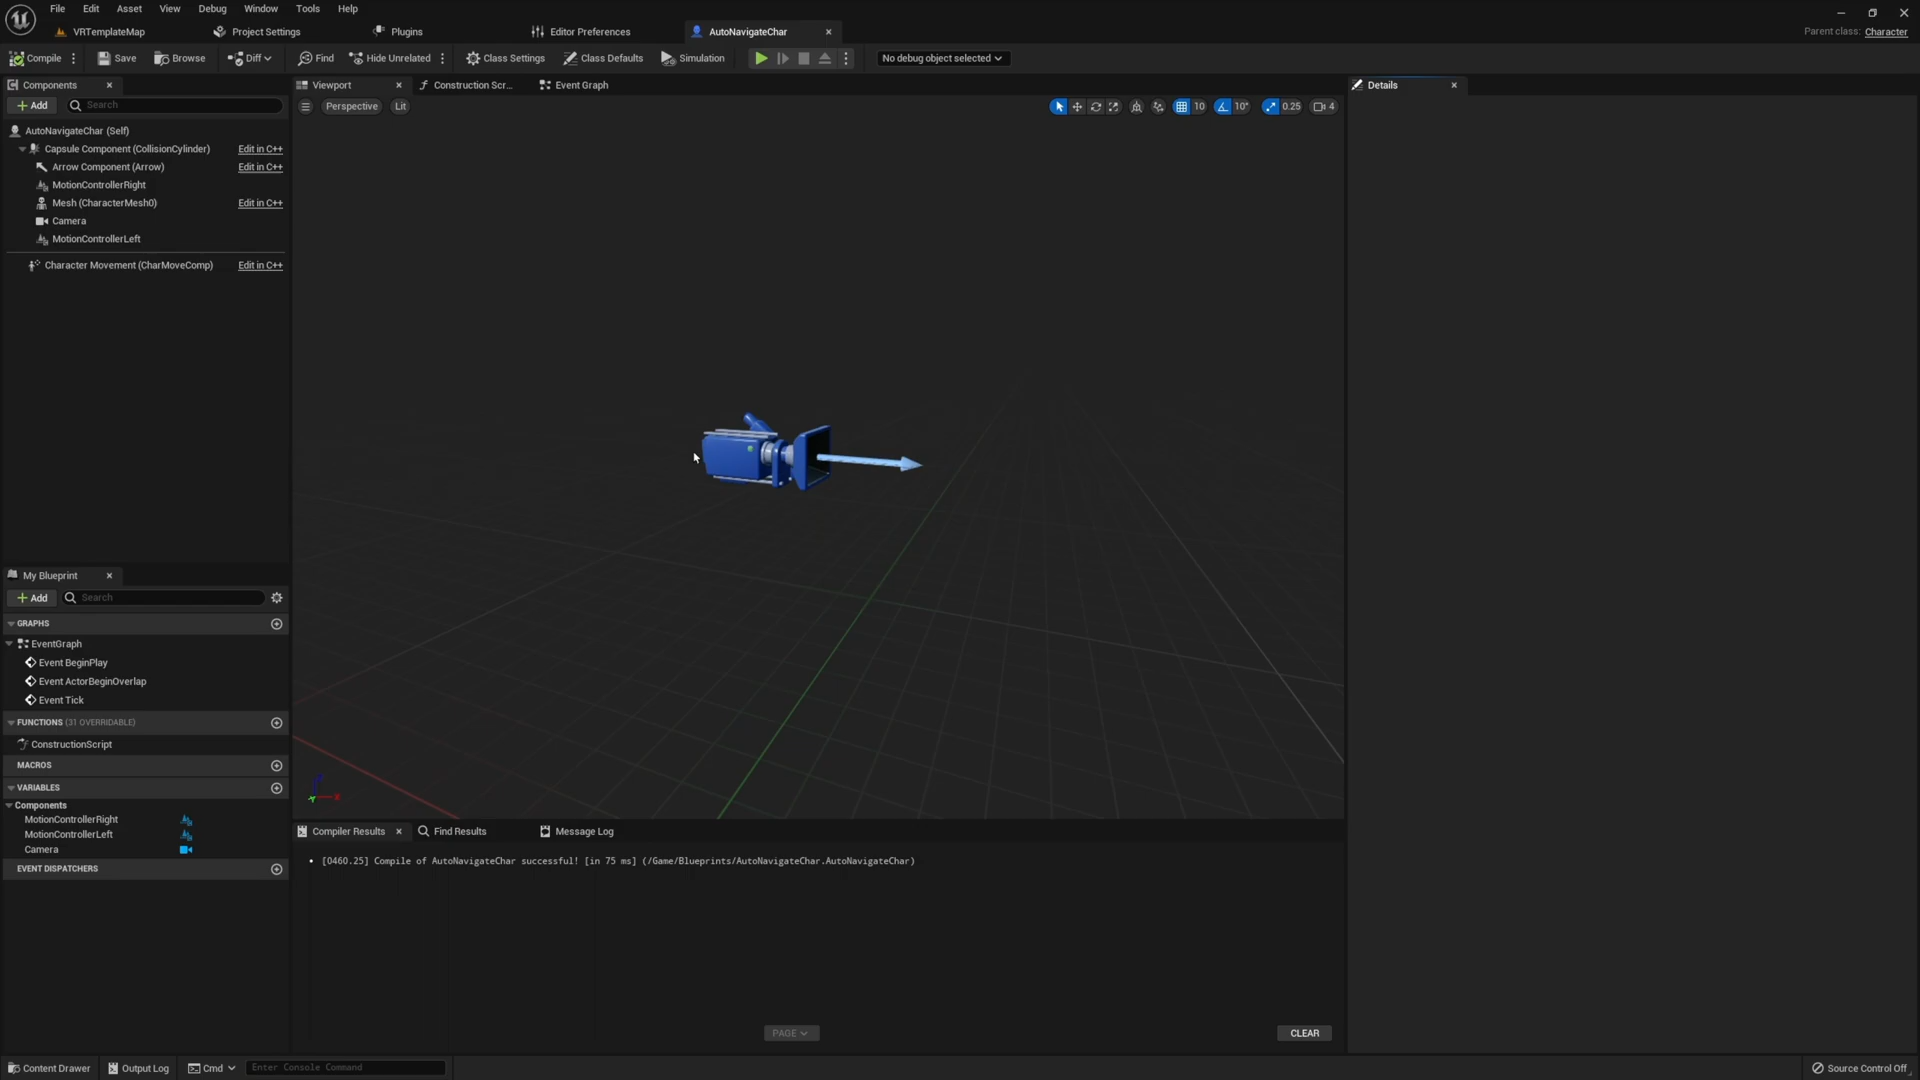 File Edit Asset View Debug Window Tools Help
VRTemplateMap Project Settings Plugins Editor Preferences AutoNavigateChar
Parent class: Character
Compile Save Browse Diff Find Hide Unrelated Class Settings Class Defaults Simulation No debug object selected
Components
Add Search
AutoNavigateChar (Self)
Capsule Component (CollisionCylinder) Edit in C++
Arrow Component (Arrow) Edit in C++
MotionControllerRight
Mesh (CharacterMesh0) Edit in C++
Camera
MotionControllerLeft
Character Movement (CharMoveComp) Edit in C++
My Blueprint
Add Search
GRAPHS
EventGraph
Event BeginPlay
Event ActorBeginOverlap
Event Tick
FUNCTIONS (31 OVERRIDABLE)
ConstructionScript
MACROS
VARIABLES
Components
MotionControllerRight
MotionControllerLeft
Camera
EVENT DISPATCHERS
Viewport Construction Scr... Event Graph
Perspective Lit
10 10° 0.25 4
Compiler Results Find Results Message Log
[0460.25] Compile of AutoNavigateChar successful! [in 75 ms] (/Game/Blueprints/AutoNavigateChar.AutoNavigateChar)
PAGE CLEAR
Details
Content Drawer Output Log Cmd Enter Console Command Source Control Off